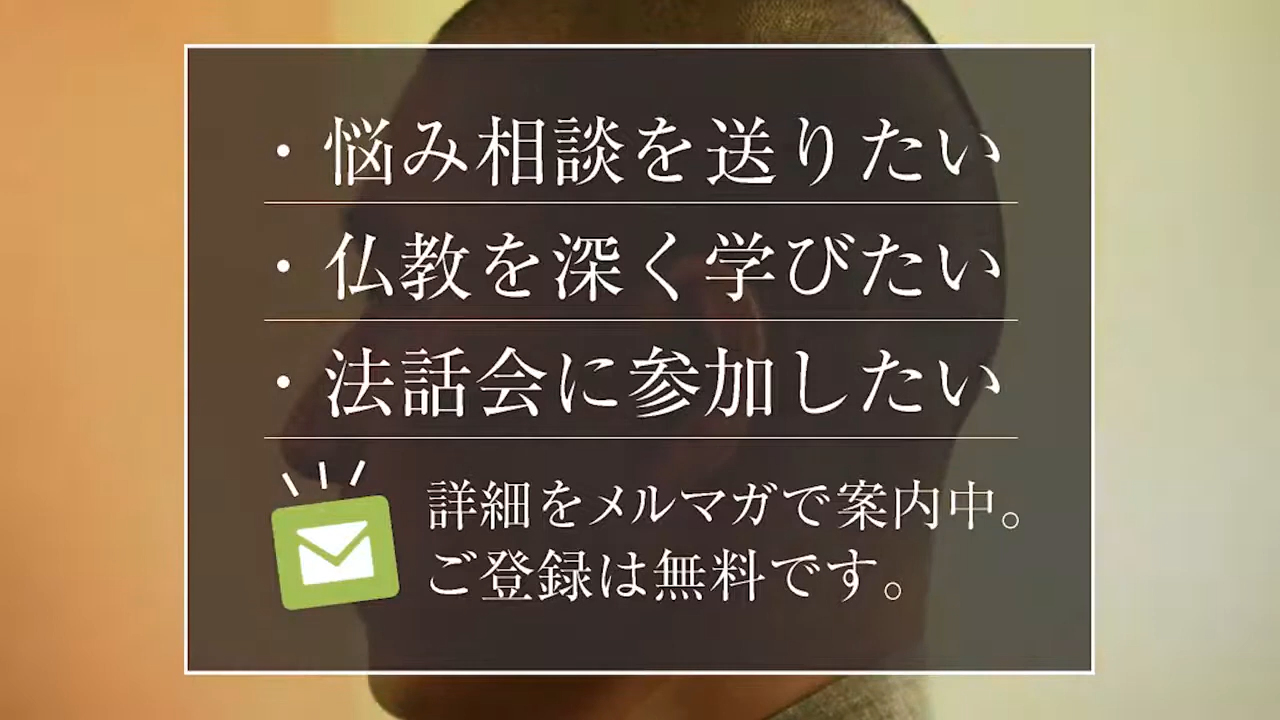 ・悩み相談を送りたい
・仏教を深く学びたい
・法話会に参加したい
詳細をメルマガで案内中。
ご登録は無料です。